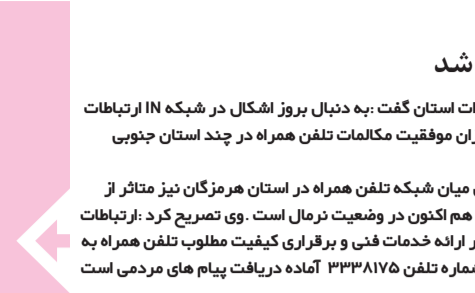 شد
استان گفت :به دنبال بروز اشکال در شبکه IN ارتباطات
موفقیت مکالمات تلفن همراه در چند استان جنوبی
میان شبکه تلفن همراه در استان هرمزگان نیز متاثر از
هم اکنون در وضعیت نرمال است .وی تصریح کرد :ارتباطات
ارائه خدمات فنی و برقراری کیفیت مطلوب تلفن همراه به
شماره تلفن ۳۳۳۸۱۷۵ آماده دریافت پیام های مردمی است